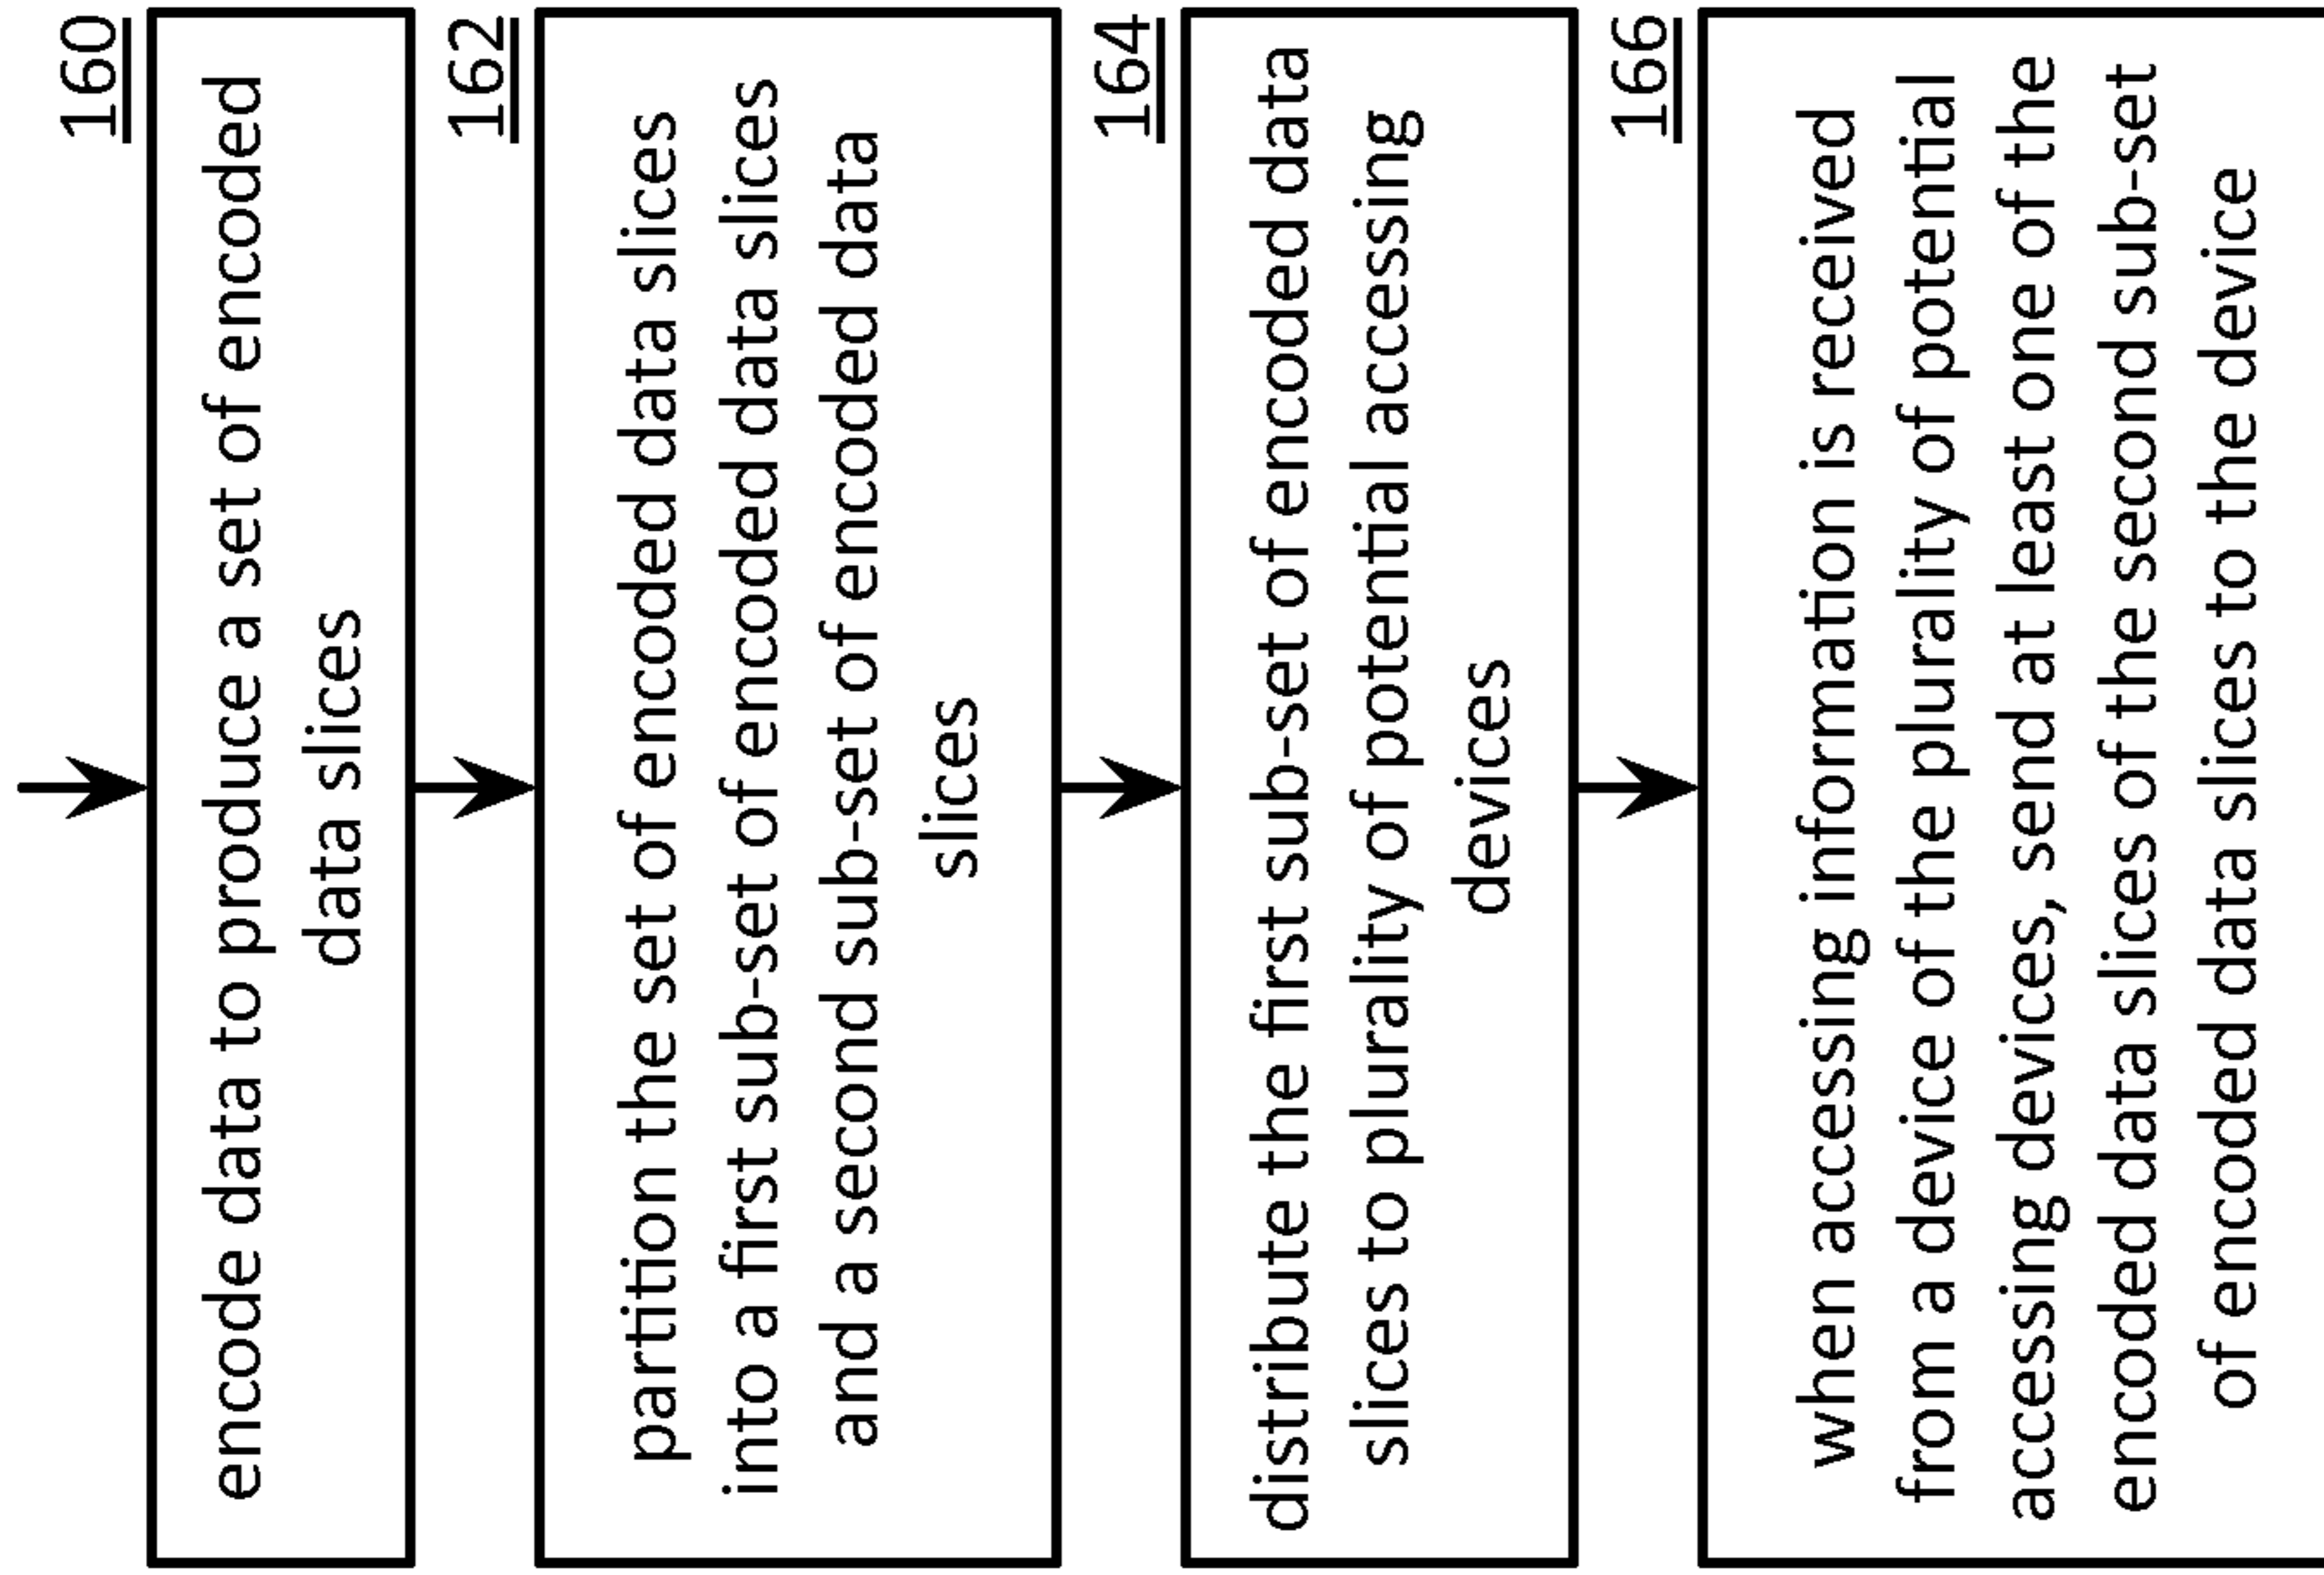 160
encode data to produce a set of encoded
data slices
162
partition the set of encoded data slices
into a first sub-set of encoded data slices
and a second sub-set of encoded data
slices
164
distribute the first sub-set of encoded data
slices to plurality of potential accessing
devices
166
when accessing information is received
from a device of the plurality of potential
accessing devices, send at least one of the
encoded data slices of the second sub-set
of encoded data slices to the device